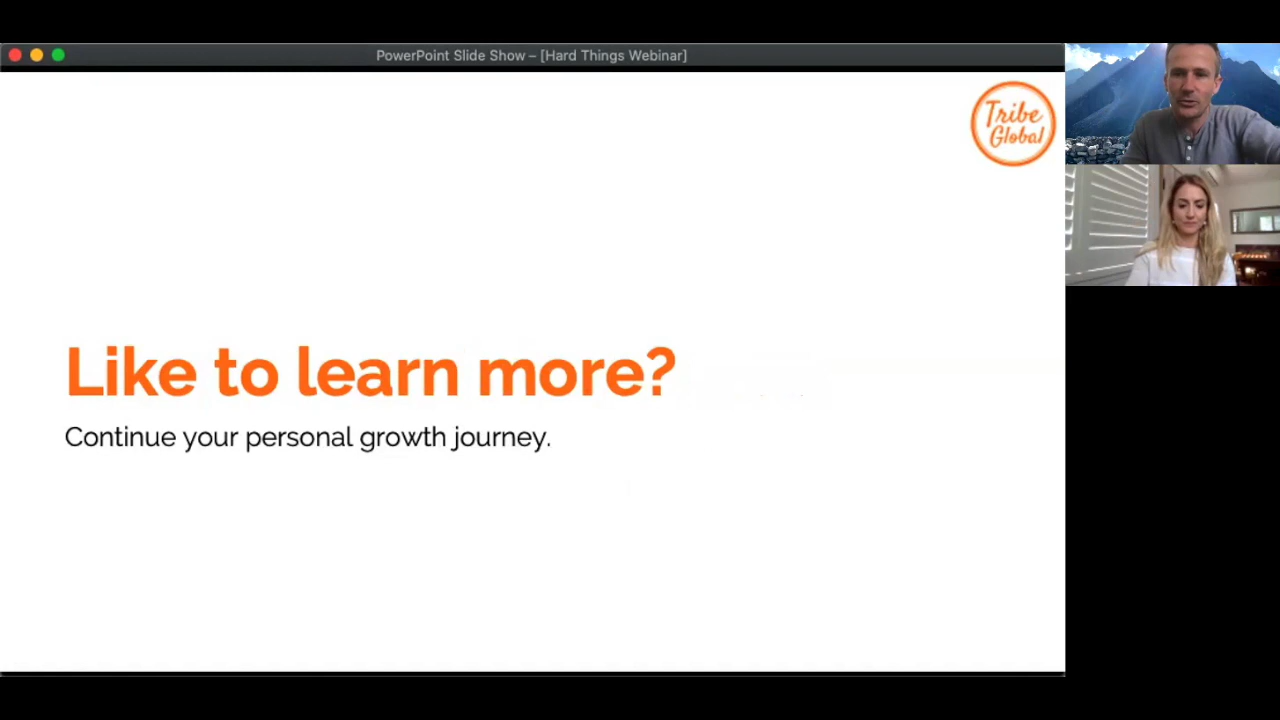 PowerPoint Slide Show – [Hard Things Webinar]
Tribe
Global
Like to learn more?
Continue your personal growth journey.